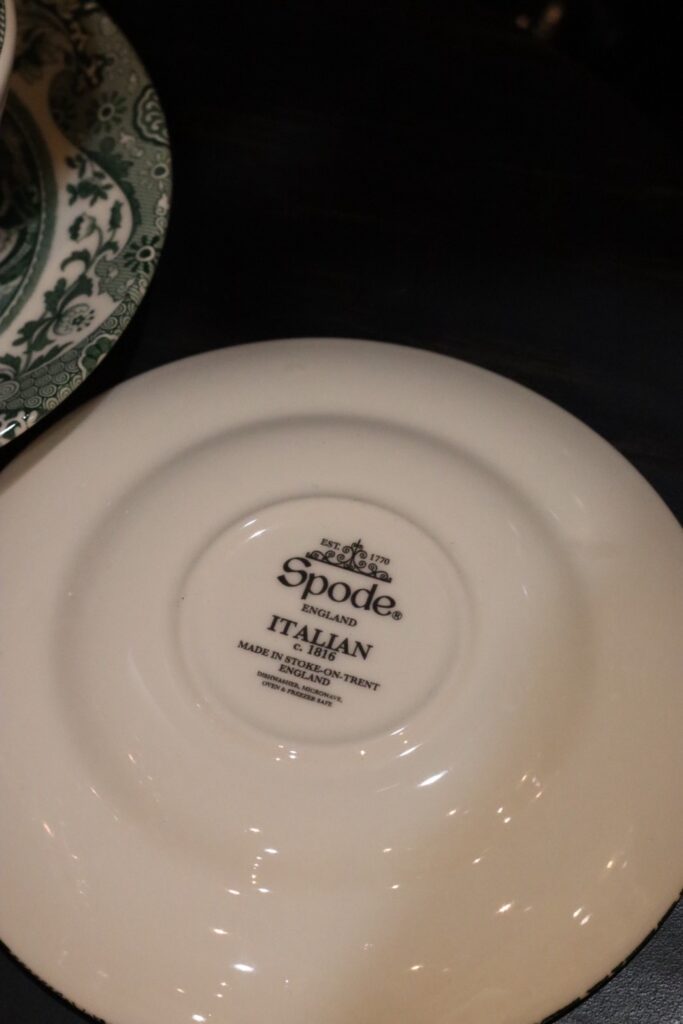 EST. 1770
Spode®
ENGLAND
ITALIAN
c. 1816
MADE IN STOKE-ON-TRENT
ENGLAND
DISHWASHER, MICROWAVE,
OVEN & FREEZER SAFE